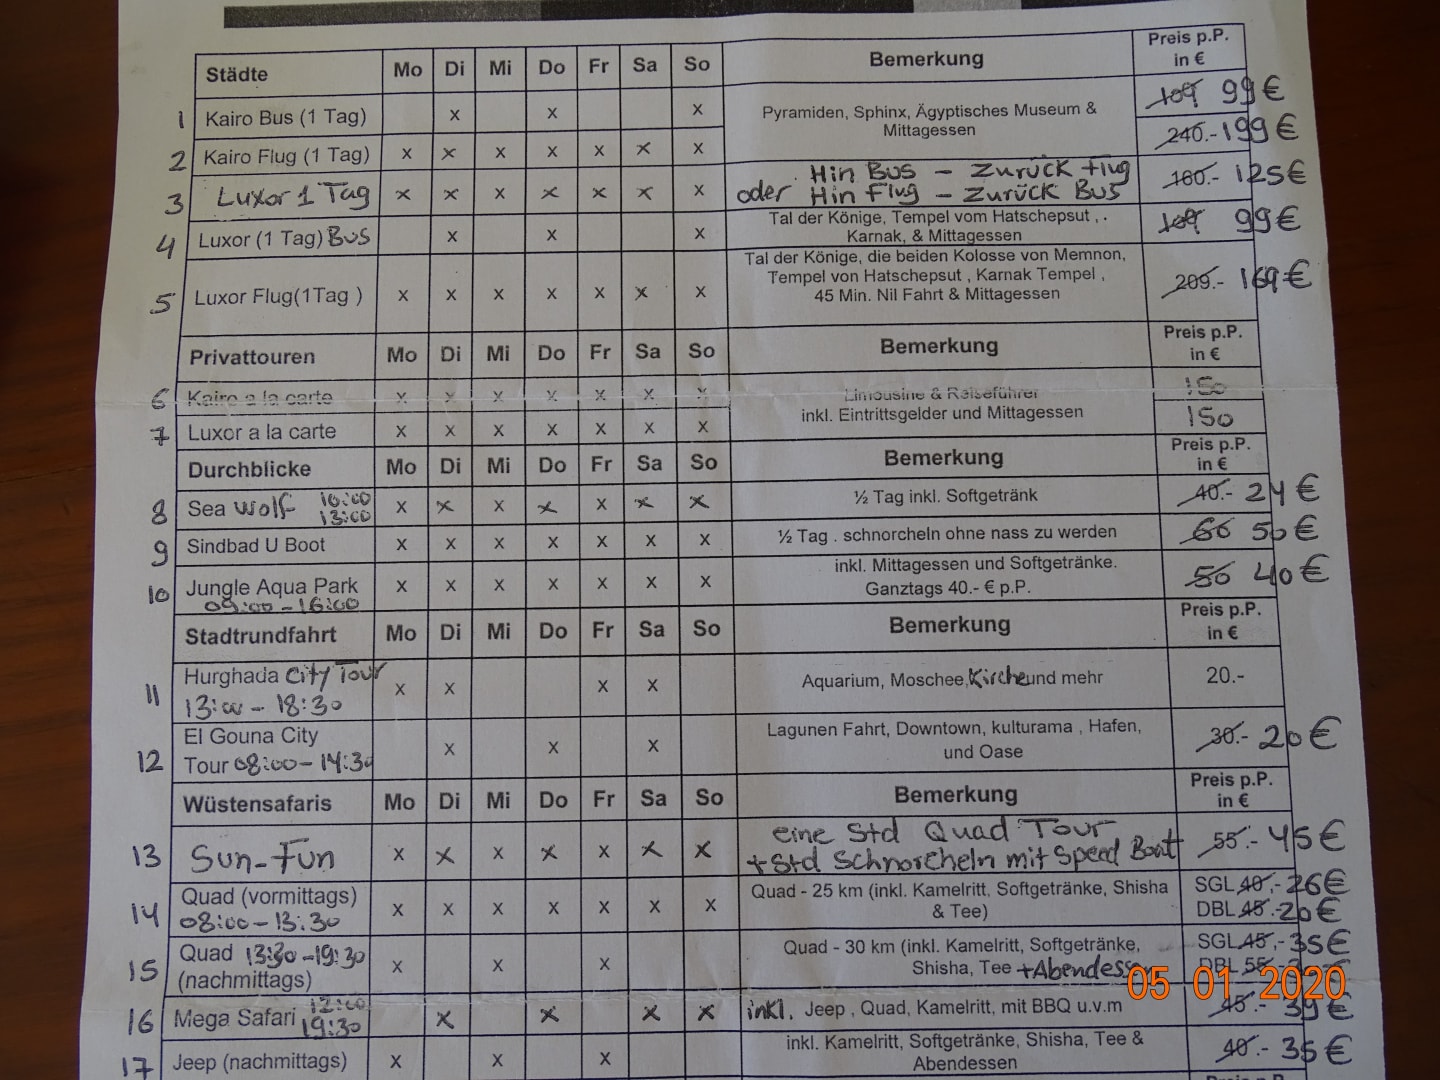 Städte Mo Di Mi Do Fr Sa So Bemerkung Preis p.P. in €
1 Kairo Bus (1 Tag) x x x Pyramiden, Sphinx, Ägyptisches Museum & Mittagessen 109 99€
2 Kairo Flug (1 Tag) x x x x x x x 240.- 199€
3 Luxor 1 Tag x x x x x x x Hin Bus - Zurück Flug
oder Hin Flug - Zurück Bus 160.- 125€
4 Luxor (1 Tag) Bus x x x Tal der Könige, Tempel vom Hatschepsut , .
Karnak, & Mittagessen 109 99€
5 Luxor Flug(1Tag ) x x x x x x x Tal der Könige, die beiden Kolosse von Memnon,
Tempel von Hatschepsut , Karnak Tempel ,
45 Min. Nil Fahrt & Mittagessen 209.- 169€
Privattouren Mo Di Mi Do Fr Sa So Bemerkung Preis p.P. in €
6 Kairo a la carte x x x x x x x Limousine & Reiseführer 150
7 Luxor a la carte x x x x x x x inkl. Eintrittsgelder und Mittagessen 150
Durchblicke Mo Di Mi Do Fr Sa So Bemerkung Preis p.P. in €
8 Sea Wolf 10:00 13:00 x x x x x x x ½ Tag inkl. Softgetränk 40.- 24€
9 Sindbad U Boot x x x x x x x ½ Tag . schnorcheln ohne nass zu werden 60 50€
10 Jungle Aqua Park x x x x x x x inkl. Mittagessen und Softgetränke.
09:00-16:00 Ganztags 40.- € p.P. 50 40€
Stadtrundfahrt Mo Di Mi Do Fr Sa So Bemerkung Preis p.P. in €
11 Hurghada City Tour x x x x Aquarium, Moschee,Kirche und mehr 20.-
13:00 - 18:30
12 El Gouna City x x x Lagunen Fahrt, Downtown, kulturama , Hafen, 30.- 20€
Tour 08:00-14:30 und Oase
Wüstensafaris Mo Di Mi Do Fr Sa So Bemerkung Preis p.P. in €
13 Sun-Fun x x x x x x x eine Std Quad Tour
+Std Schnorcheln mit Speed Boat 55.- 45€
14 Quad (vormittags) x x x x x x x Quad - 25 km (inkl. Kamelritt, Softgetränke, Shisha SGL 40,- 26€
08:00-13:30 & Tee) DBL 45.- 20€
15 Quad 13:30-19:30 x x x Quad - 30 km (inkl. Kamelritt, Softgetränke, SGL 45,- 35€
(nachmittags) Shisha, Tee +Abendesse DBL 55.-
05 01 2020
16 Mega Safari 12:00 19:30 x x x x inkl. Jeep , Quad, Kamelritt, mit BBQ u.v.m 45.- 39€
17 Jeep (nachmittags) x x x inkl. Kamelritt, Softgetränke, Shisha, Tee &
Abendessen 40.- 35€
Preis p.P.